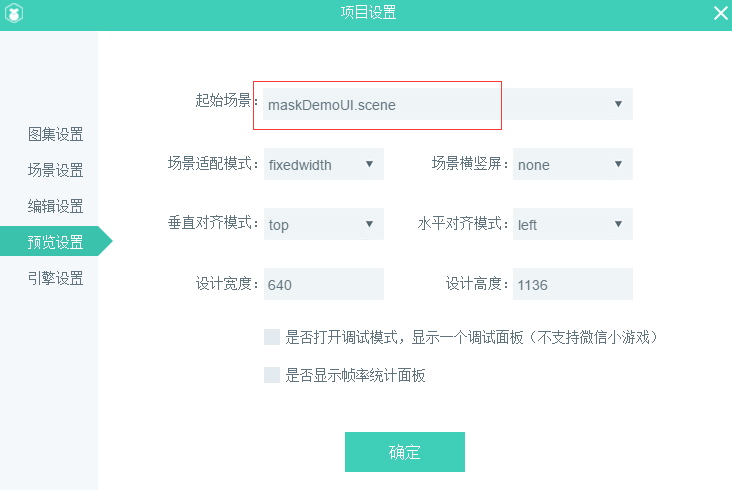 项目设置
图集设置
场景设置
编辑设置
预览设置
引擎设置
起始场景: maskDemoUI.scene
场景适配模式: fixedwidth 场景横竖屏: none
垂直对齐模式: top 水平对齐模式: left
设计宽度: 640 设计高度: 1136
是否打开调试模式，显示一个调试面板（不支持微信小游戏）
是否显示帧率统计面板
确定